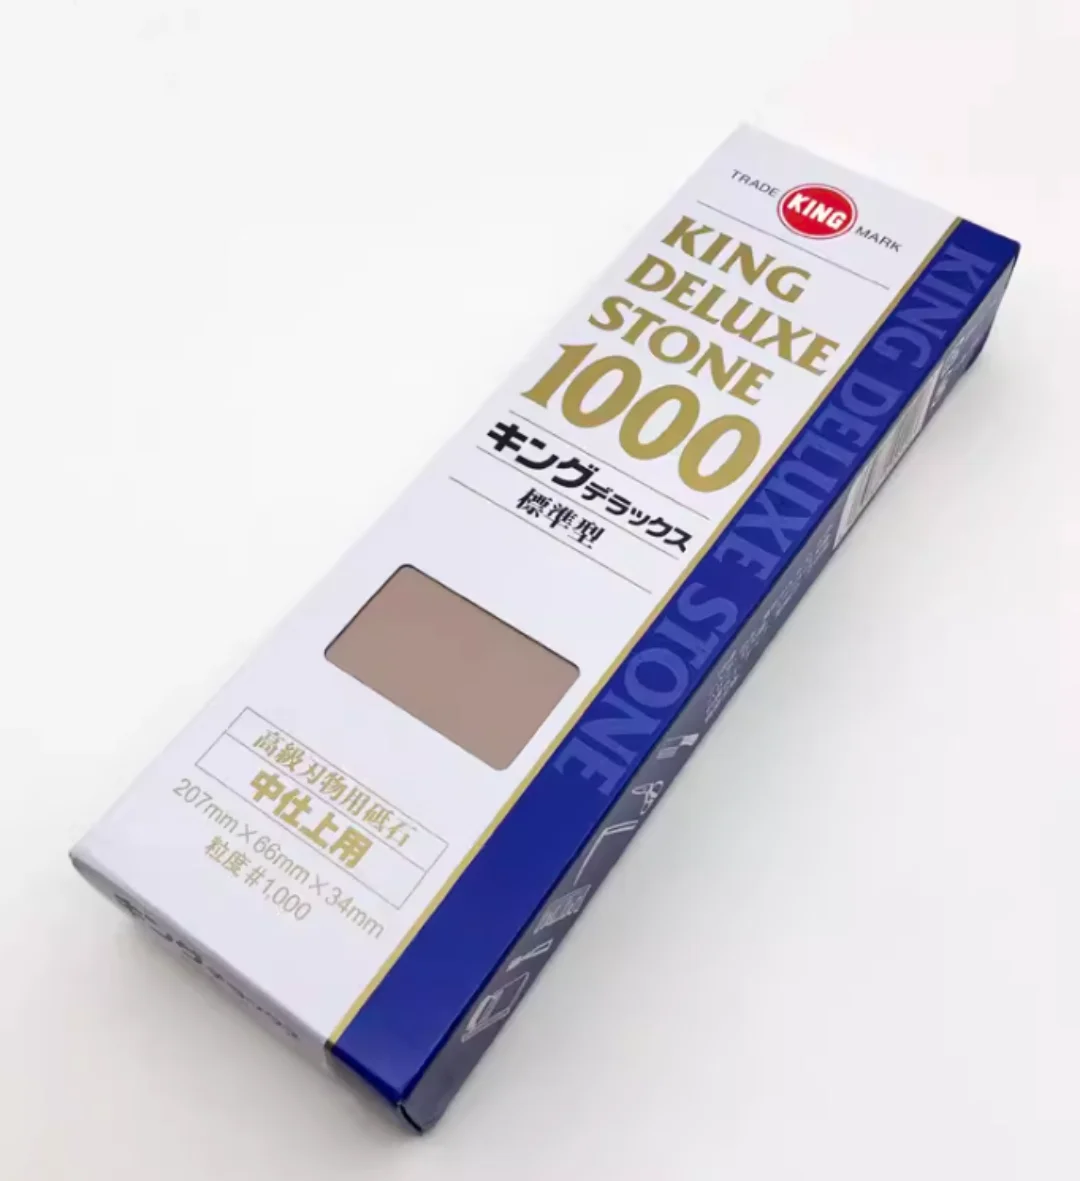 TRADE KING MARK
KING
DELUXE
STONE
1000
キングデラックス
標準型
高級刃物用砥石
中仕上用
207mm×66mm×34mm
粒度 #1,000
KING DELUXE STONE